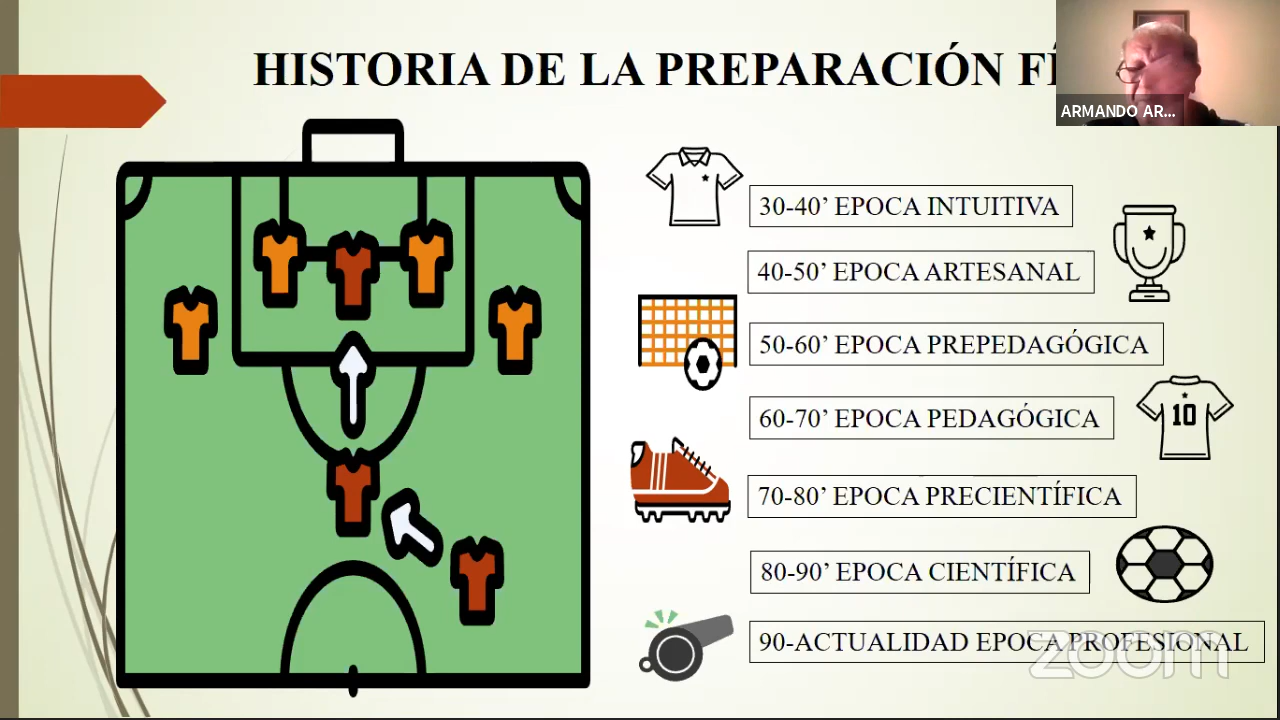 HISTORIA DE LA PREPARACIÓN
ARMANDO AR...
30-40’ EPOCA INTUITIVA
40-50’ EPOCA ARTESANAL
50-60’ EPOCA PREPEDAGÓGICA
60-70’ EPOCA PEDAGÓGICA
10
70-80’ EPOCA PRECIENTÍFICA
80-90’ EPOCA CIENTÍFICA
90-ACTUALIDAD EPOCA PROFESIONAL
zoom